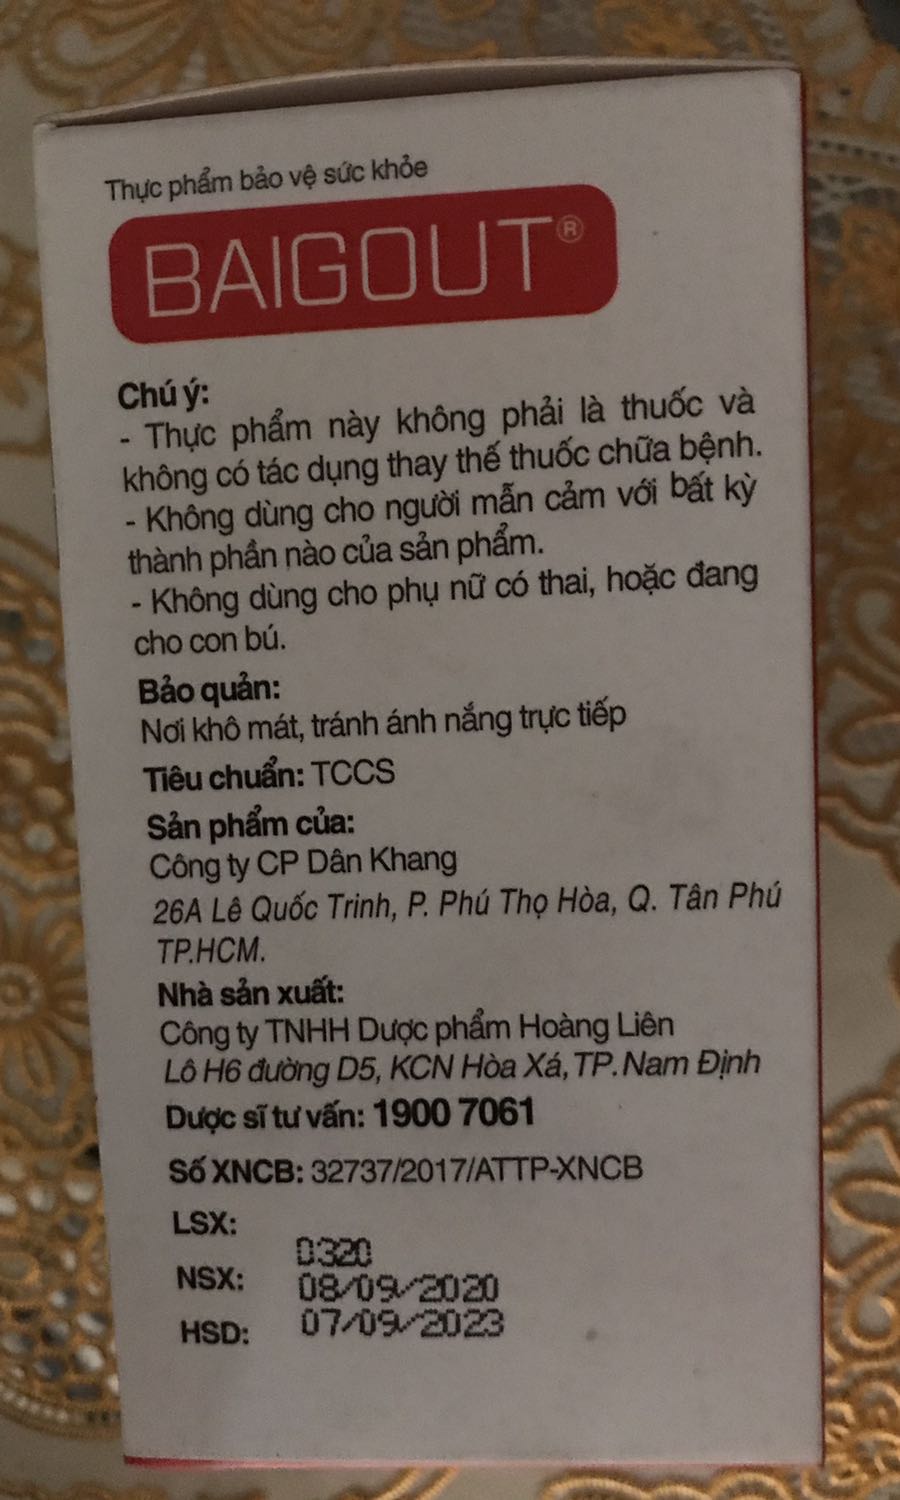 Thực phẩm bảo vệ sức khỏe
BAIGOUT®
Chú ý:
- Thực phẩm này không phải là thuốc và
không có tác dụng thay thế thuốc chữa bệnh.
- Không dùng cho người mẫn cảm với bất kỳ
thành phần nào của sản phẩm.
- Không dùng cho phụ nữ có thai, hoặc đang
cho con bú.
Bảo quản:
Nơi khô mát, tránh ánh nắng trực tiếp
Tiêu chuẩn: TCCS
Sản phẩm của:
Công ty CP Dân Khang
26A Lê Quốc Trinh, P. Phú Thọ Hòa, Q. Tân Phú
TP.HCM.
Nhà sản xuất:
Công ty TNHH Dược phẩm Hoàng Liên
Lô H6 đường D5, KCN Hòa Xá, TP. Nam Định
Dược sĩ tư vấn: 1900 7061
Số XNCB: 32737/2017/ATTP-XNCB
LSX: 0320
NSX: 08/09/2020
HSD: 07/09/2023